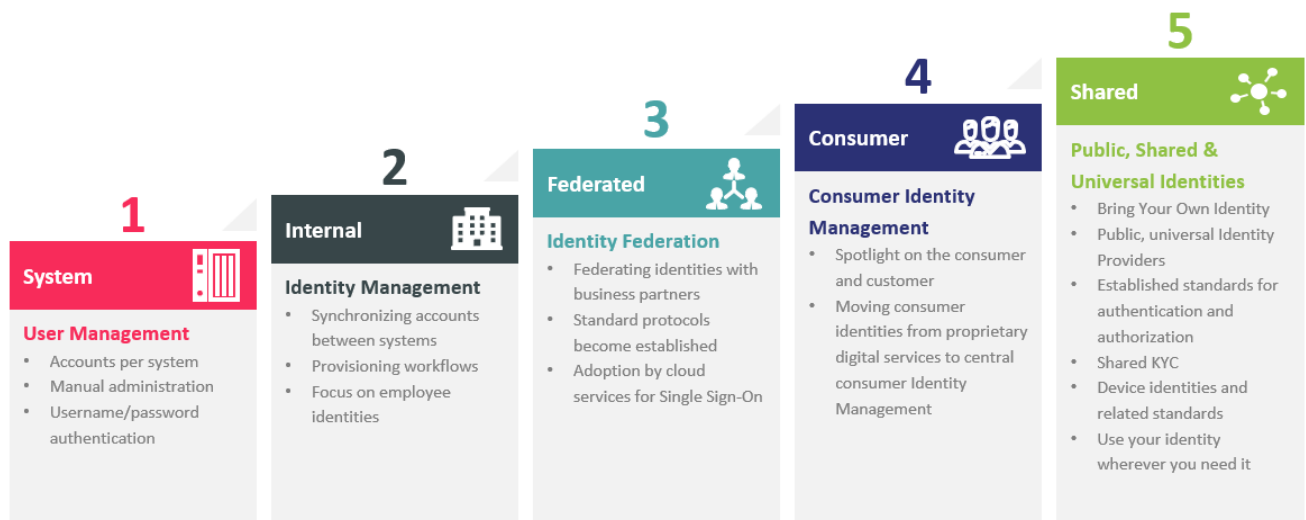 1
System
User Management
• Accounts per system
• Manual administration
• Username/password
authentication
2
Internal
Identity Management
• Synchronizing accounts
between systems
• Provisioning workflows
• Focus on employee
identities
3
Federated
Identity Federation
• Federating identities with
business partners
• Standard protocols
become established
• Adoption by cloud
services for Single Sign-On
4
Consumer
Consumer Identity
Management
• Spotlight on the consumer
and customer
• Moving consumer
identities from proprietary
digital services to central
consumer Identity
Management
5
Shared
Public, Shared &
Universal Identities
• Bring Your Own Identity
• Public, universal Identity
Providers
• Established standards for
authentication and
authorization
• Shared KYC
• Device identities and
related standards
• Use your identity
wherever you need it